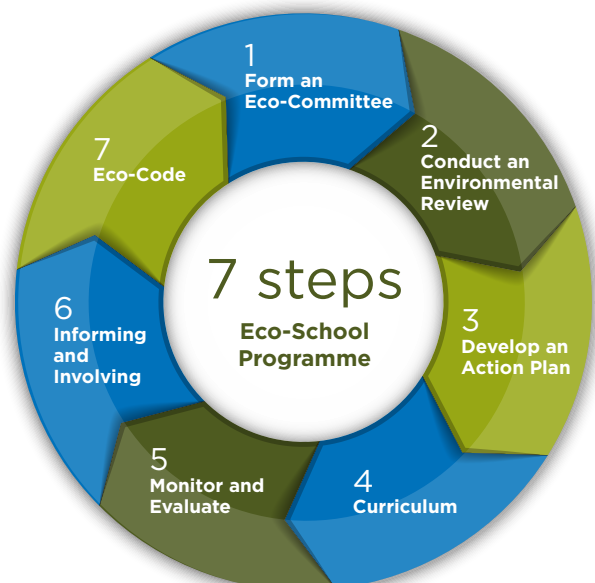 7 steps
Eco-School
Programme
1
Form an
Eco-Committee
2
Conduct an
Environmental
Review
3
Develop an
Action Plan
4
Curriculum
5
Monitor and
Evaluate
6
Informing
and
Involving
7
Eco-Code